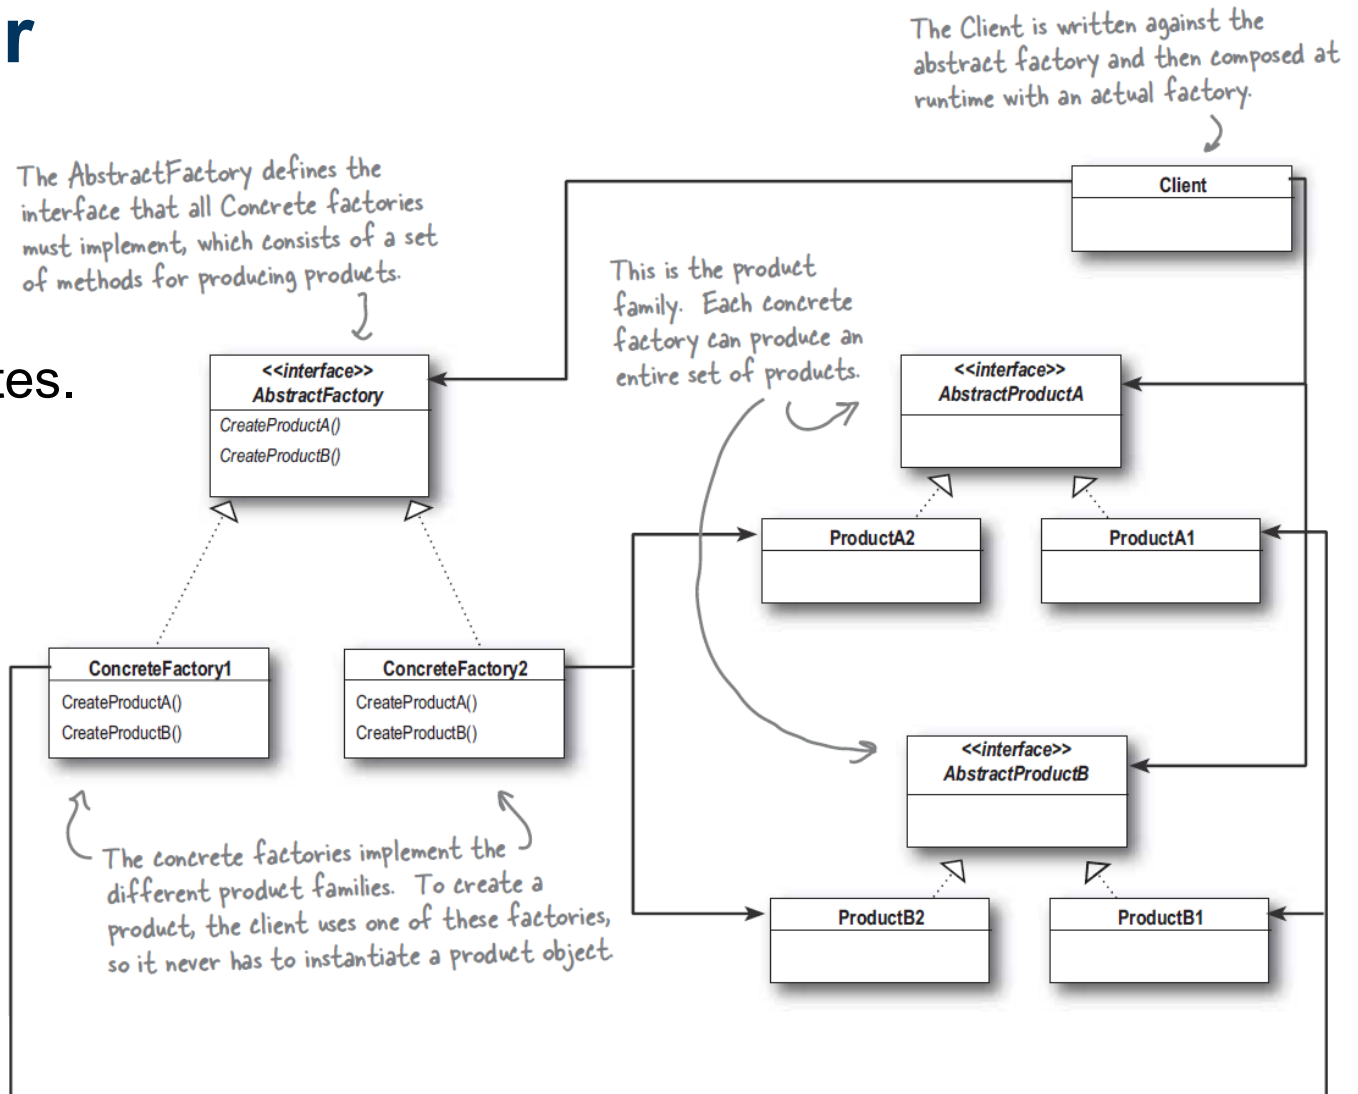 r
The Client is written against the
abstract factory and then composed at
runtime with an actual factory.
The AbstractFactory defines the
interface that all Concrete factories
must implement, which consists of a set
of methods for producing products.
Client
This is the product
family. Each concrete
factory can produce an
entire set of products.
tes.
<<interface>>
AbstractFactory
CreateProductA()
CreateProductB()
<<interface>>
AbstractProductA
ProductA2
ProductA1
ConcreteFactory1
CreateProductA()
CreateProductB()
ConcreteFactory2
CreateProductA()
CreateProductB()
<<interface>>
AbstractProductB
The concrete factories implement the
different product families. To create a
product, the client uses one of these factories,
so it never has to instantiate a product object.
ProductB2
ProductB1